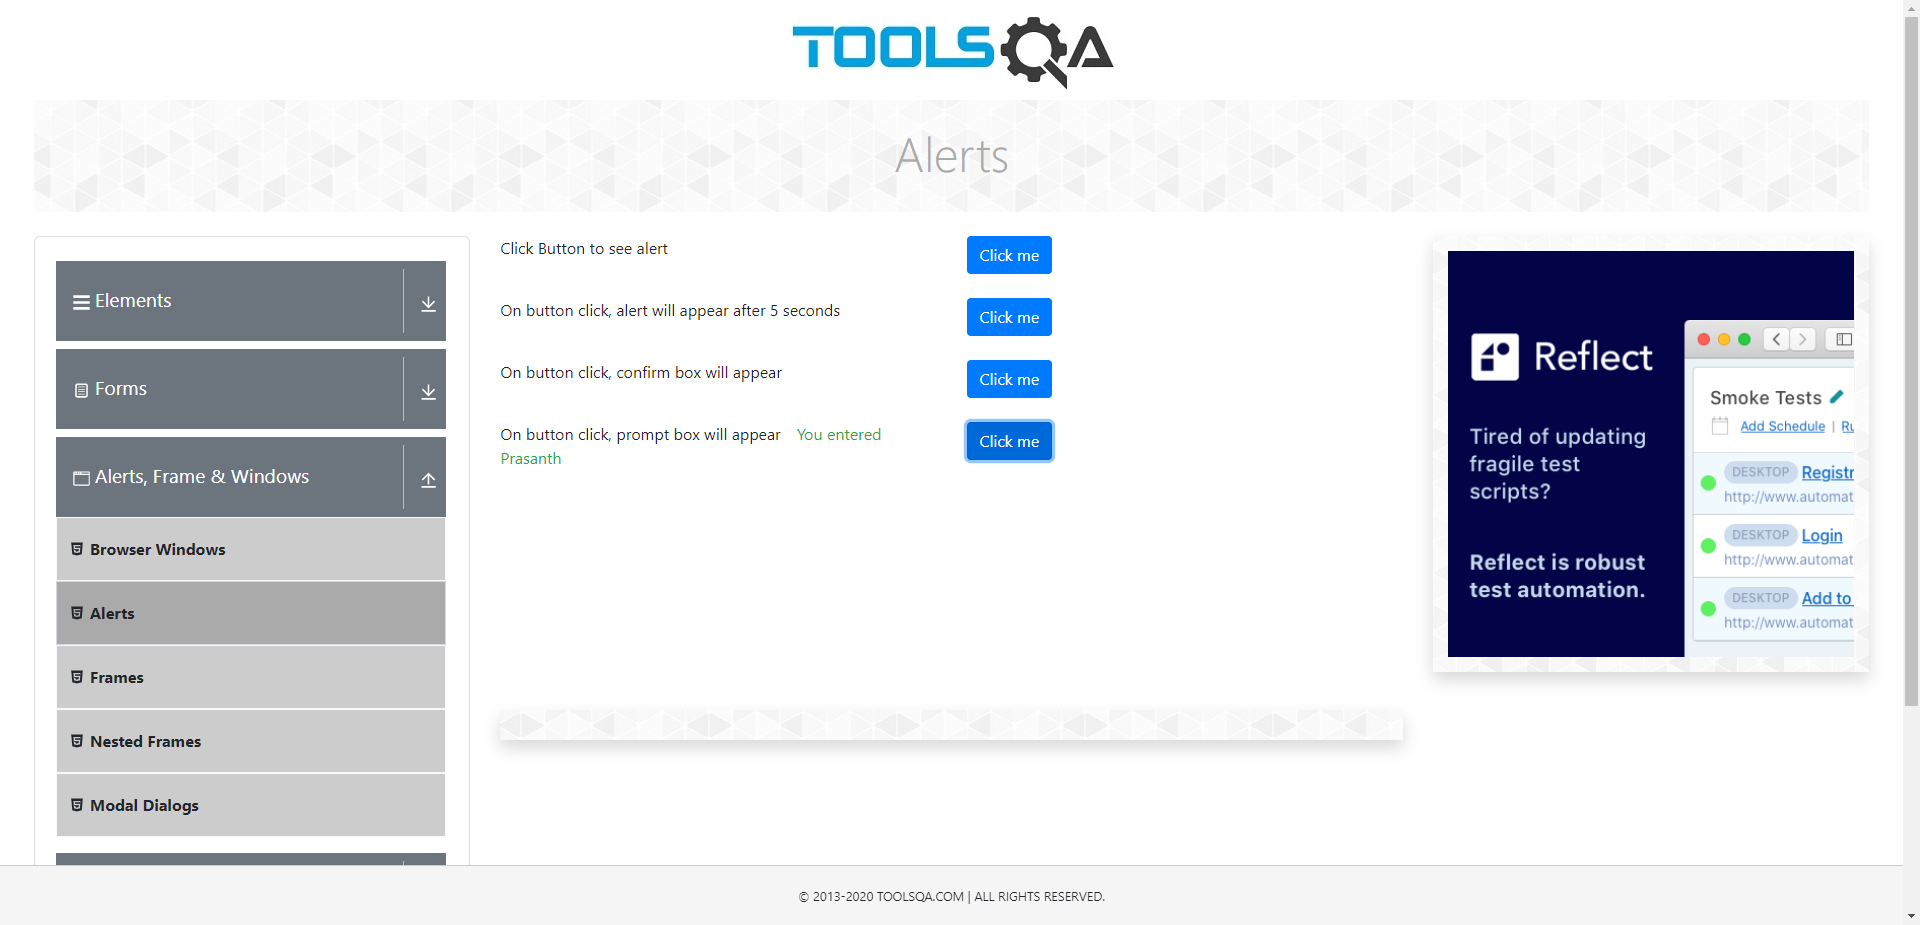 TOOLSQA
Alerts
Elements
Forms
Alerts, Frame & Windows
Browser Windows
Alerts
Frames
Nested Frames
Modal Dialogs
Click Button to see alert
Click me
On button click, alert will appear after 5 seconds
Click me
On button click, confirm box will appear
Click me
On button click, prompt box will appear You entered
Prasanth
Click me
Reflect
Tired of updating
fragile test
scripts?
Reflect is robust
test automation.
Smoke Tests
Add Schedule | Ru
DESKTOP Registr
http://www.automat
DESKTOP Login
http://www.automat
DESKTOP Add to
http://www.automat
© 2013-2020 TOOLSQA.COM | ALL RIGHTS RESERVED.